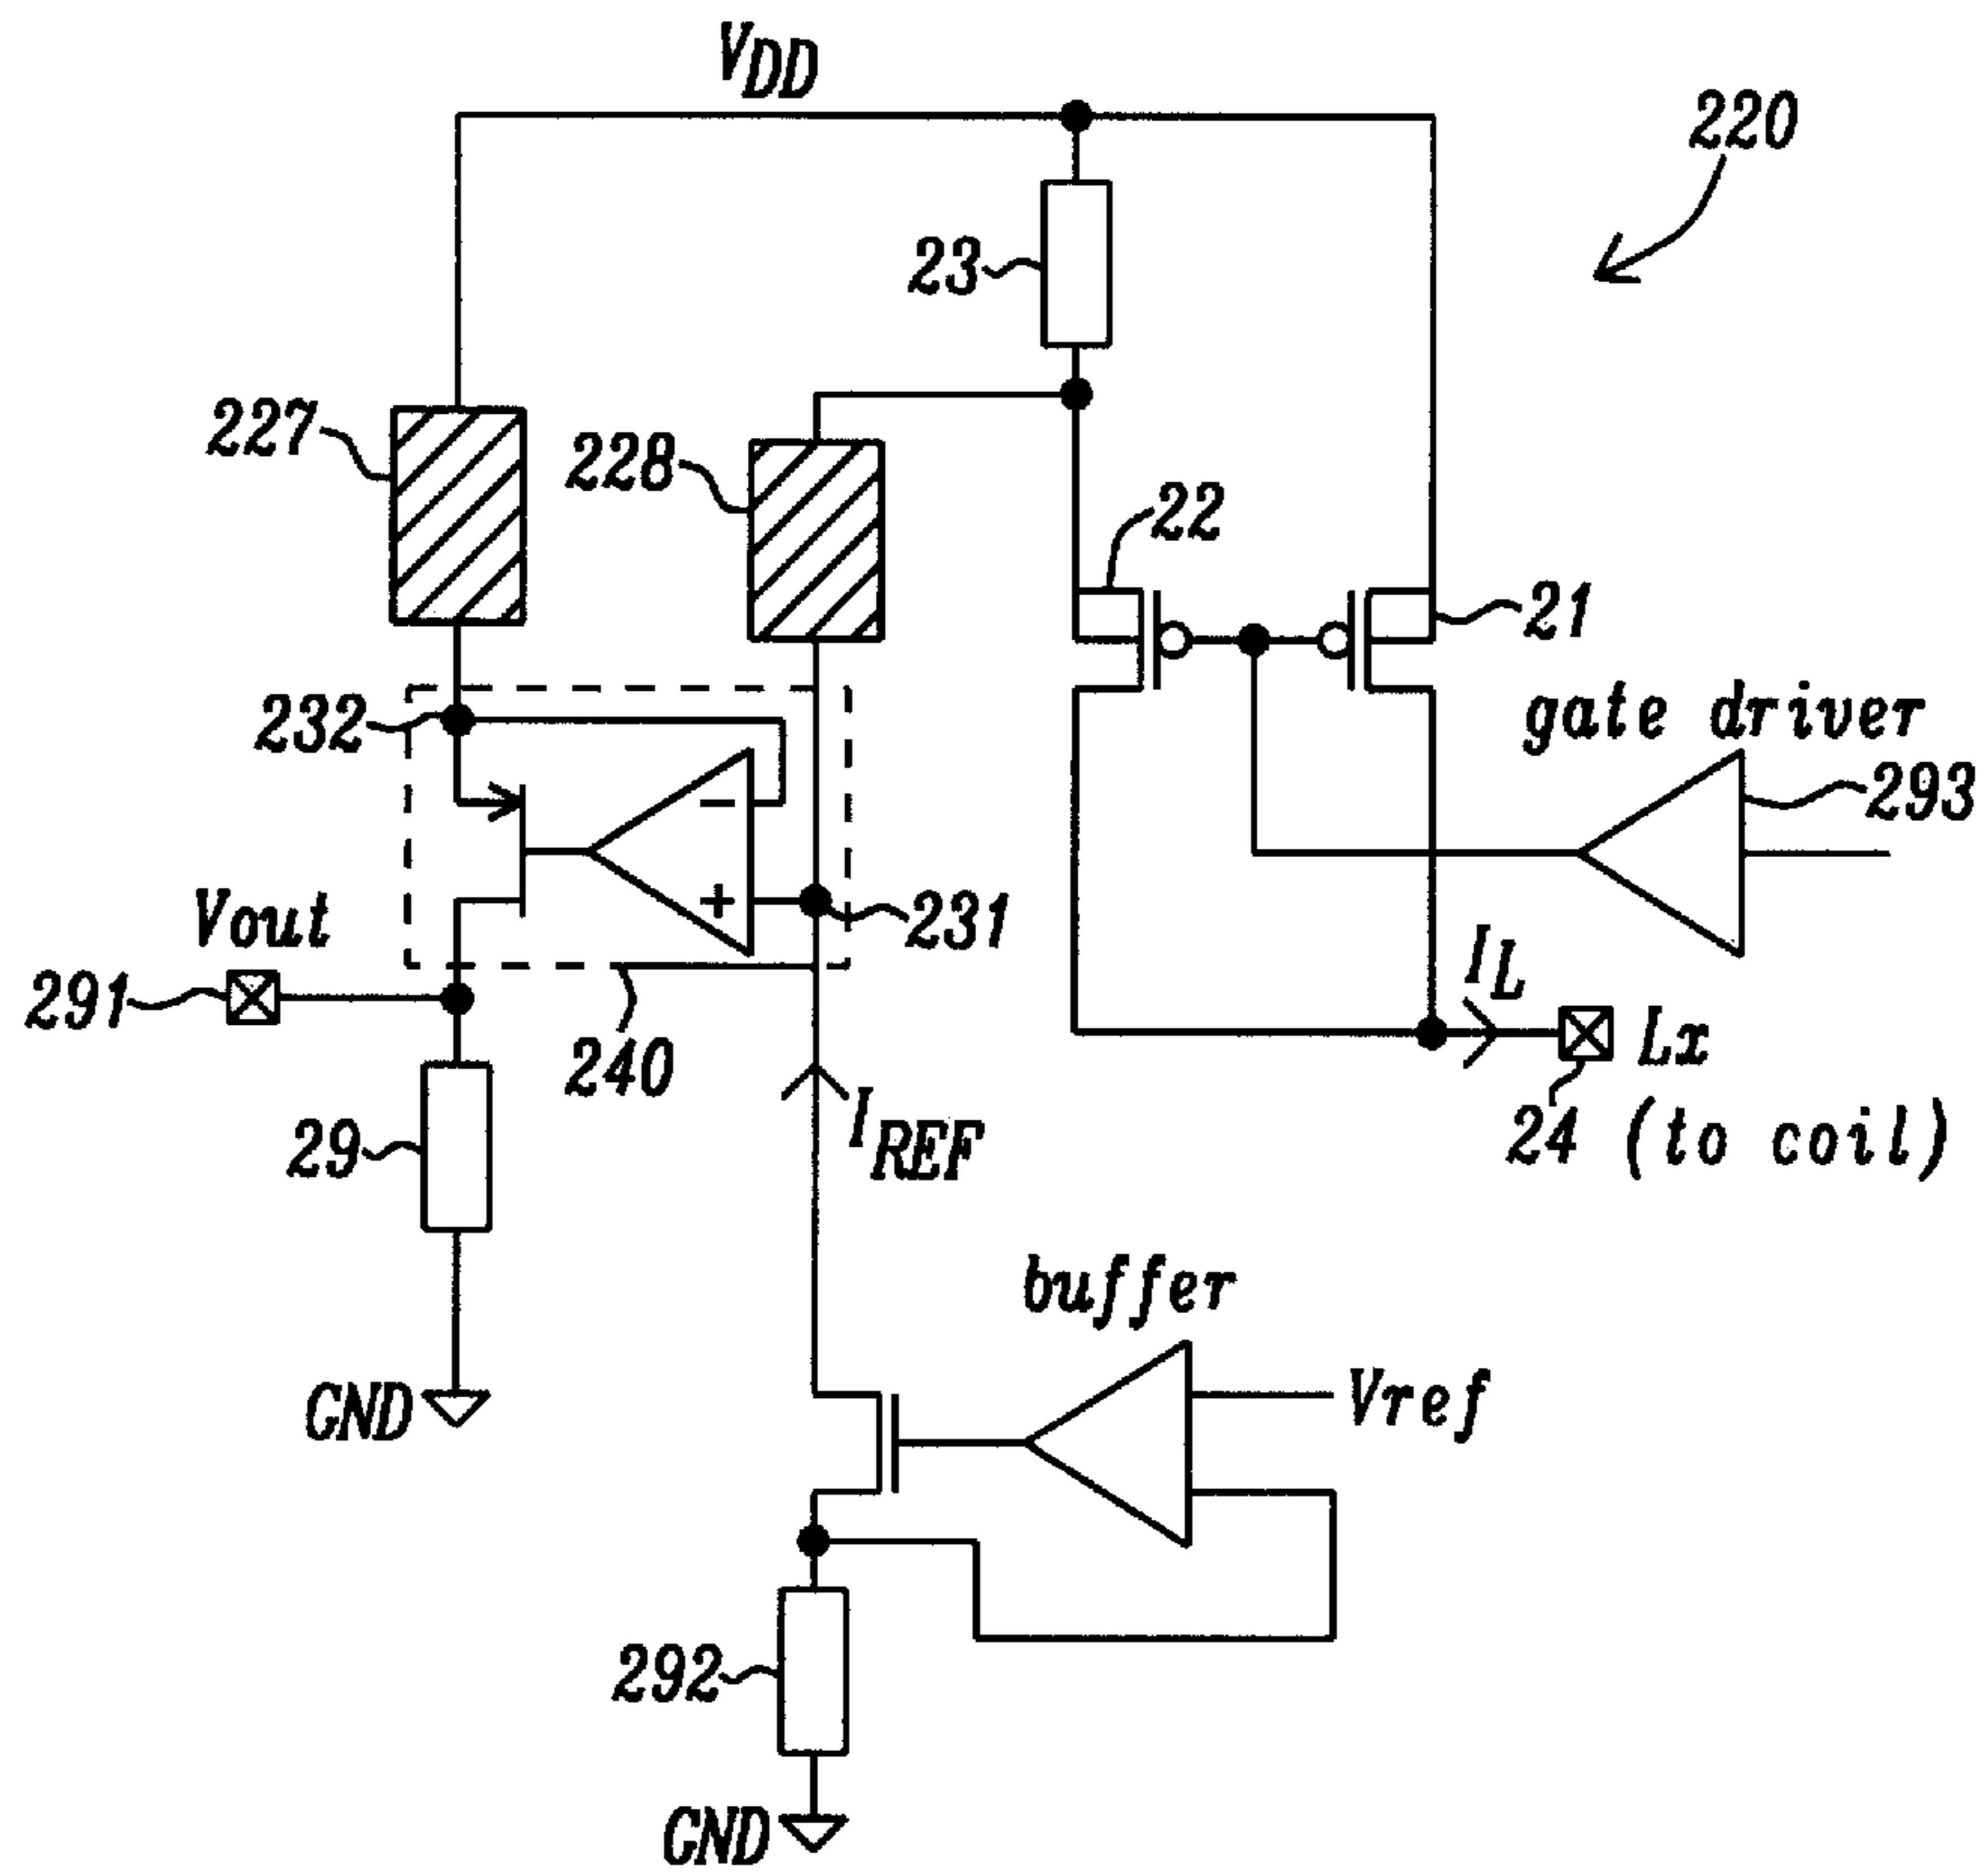 VDD
220
23
227
228
22
21
232
gate driver
293
Vout
231
291
IL
Lx
240
IREF
29
24 (to coil)
buffer
GND
Vref
292
GND
-
+